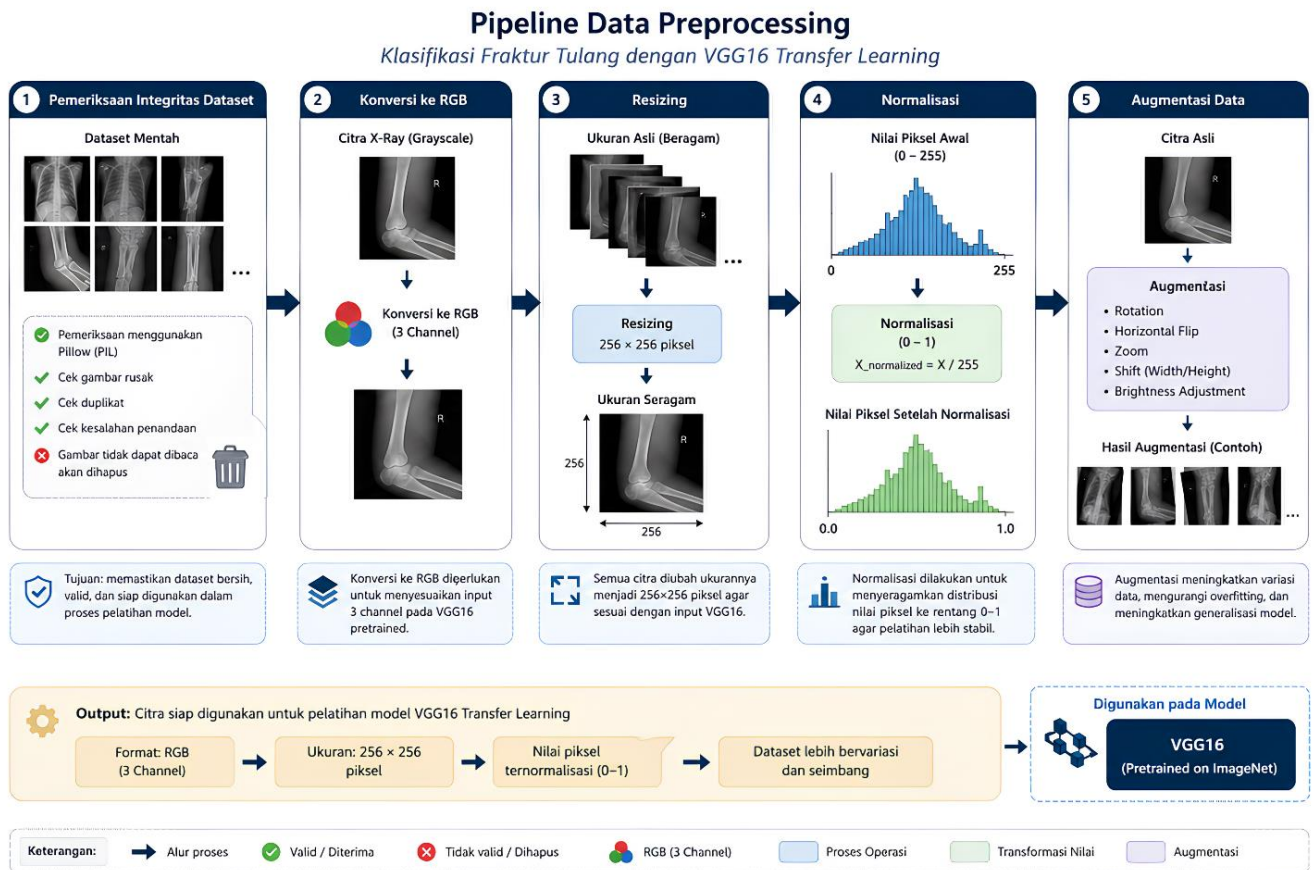 Pipeline Data Preprocessing
Klasifikasi Fraktur Tulang dengan VGG16 Transfer Learning
1 Pemeriksaan Integritas Dataset
Dataset Mentah
...
Pemeriksaan menggunakan
Pillow (PIL)
Cek gambar rusak
Cek duplikat
Cek kesalahan penandaan
Gambar tidak dapat dibaca
akan dihapus
Tujuan: memastikan dataset bersih,
valid, dan siap digunakan dalam
proses pelatihan model.
2 Konversi ke RGB
Citra X-Ray (Grayscale)
R
Konversi ke RGB
(3 Channel)
R
Konversi ke RGB digerlukan
untuk menyesuaikan input
3 channel pada VGG16
pretrained.
3 Resizing
Ukuran Asli (Beragam)
R
...
Resizing
256 × 256 piksel
Ukuran Seragam
R
256
256
Semua citra diubah ukurannya
menjadi 256×256 piksel agar
sesuai dengan input VGG16.
4 Normalisasi
Nilai Piksel Awal
(0 – 255)
0 255
Normalisasi
(0 – 1)
X_normalized = X / 255
Nilai Piksel Setelah Normalisasi
0.0 1.0
Normalisasi dilakukan untuk
menyeragamkan distribusi
nilai piksel ke rentang 0–1
agar pelatihan lebih stabil.
5 Augmentasi Data
Citra Asli
R
Augmentasi
• Rotation
• Horizontal Flip
• Zoom
• Shift (Width/Height)
• Brightness Adjustment
Hasil Augmentasi (Contoh)
...
Augmentasi meningkatkan variasi
data, mengurangi overfitting, dan
meningkatkan generalisasi model.
Output: Citra siap digunakan untuk pelatihan model VGG16 Transfer Learning
Format: RGB
(3 Channel)
Ukuran: 256 × 256
piksel
Nilai piksel
ternormalisasi (0–1)
Dataset lebih bervariasi
dan seimbang
Digunakan pada Model
VGG16
(Pretrained on ImageNet)
Keterangan: Alur proses Valid / Diterima Tidak valid / Dihapus RGB (3 Channel) Proses Operasi Transformasi Nilai Augmentasi